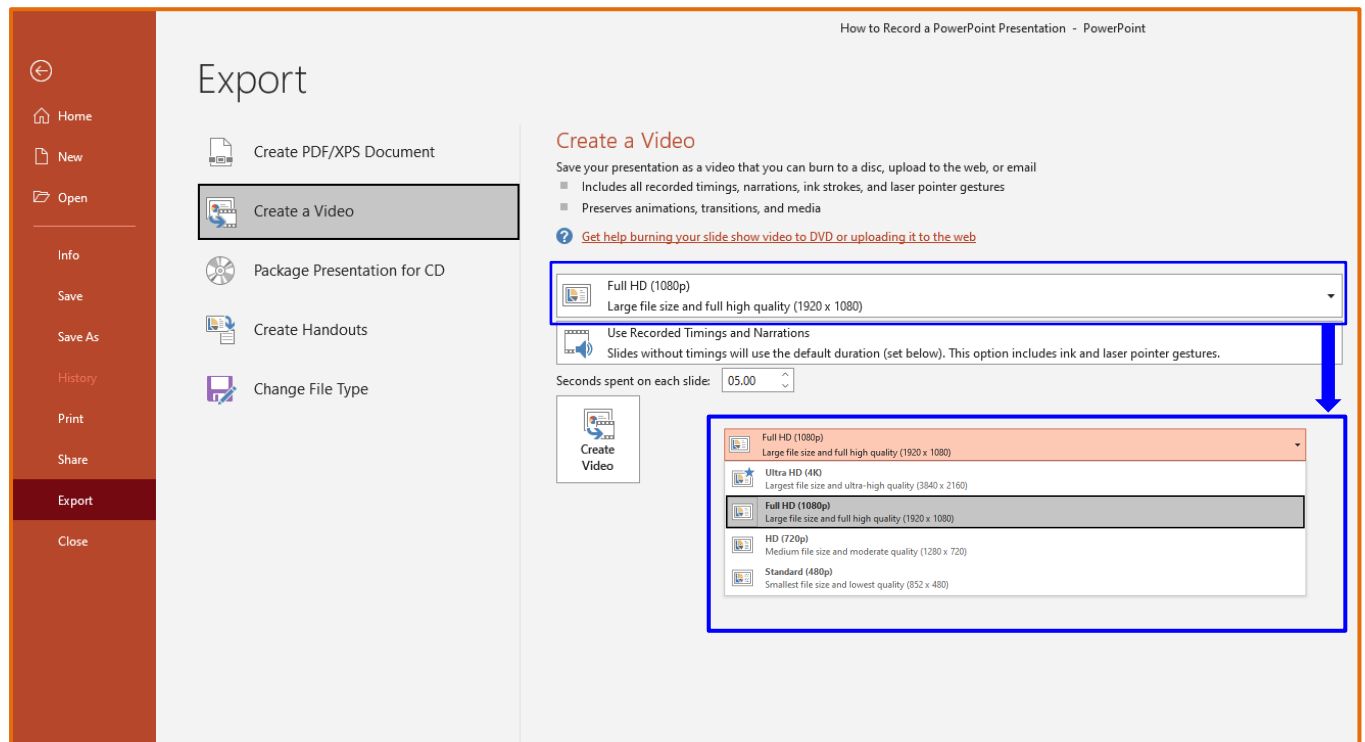 How to Record a PowerPoint Presentation - PowerPoint
Export
Home
New
Open
Info
Save
Save As
History
Print
Share
Export
Close
Create PDF/XPS Document
Create a Video
Package Presentation for CD
Create Handouts
Change File Type
Create a Video
Save your presentation as a video that you can burn to a disc, upload to the web, or email
Includes all recorded timings, narrations, ink strokes, and laser pointer gestures
Preserves animations, transitions, and media
Get help burning your slide show video to DVD or uploading it to the web
Full HD (1080p)
Large file size and full high quality (1920 x 1080)
Use Recorded Timings and Narrations
Slides without timings will use the default duration (set below). This option includes ink and laser pointer gestures.
Seconds spent on each slide: 05.00
Create
Video
Full HD (1080p)
Large file size and full high quality (1920 x 1080)
Ultra HD (4K)
Largest file size and ultra-high quality (3840 x 2160)
Full HD (1080p)
Large file size and full high quality (1920 x 1080)
HD (720p)
Medium file size and moderate quality (1280 x 720)
Standard (480p)
Smallest file size and lowest quality (852 x 480)